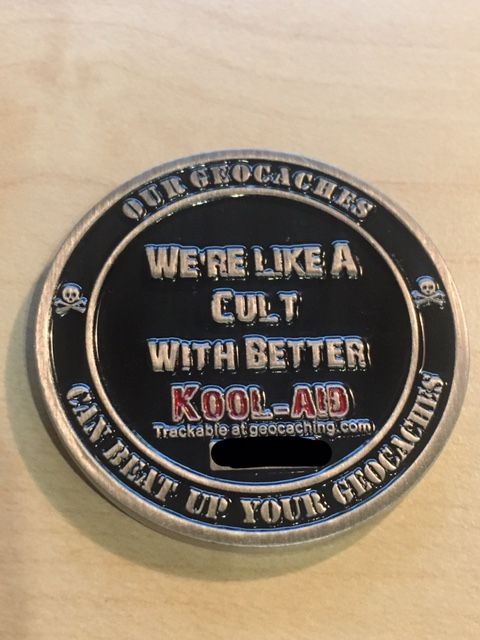 OUR GEOCACHES
WE'RE LIKE A
CULT
WITH BETTER
KOOL-AID
Trackable at geocaching.com
CAN BEAT UP YOUR GEOCACHES